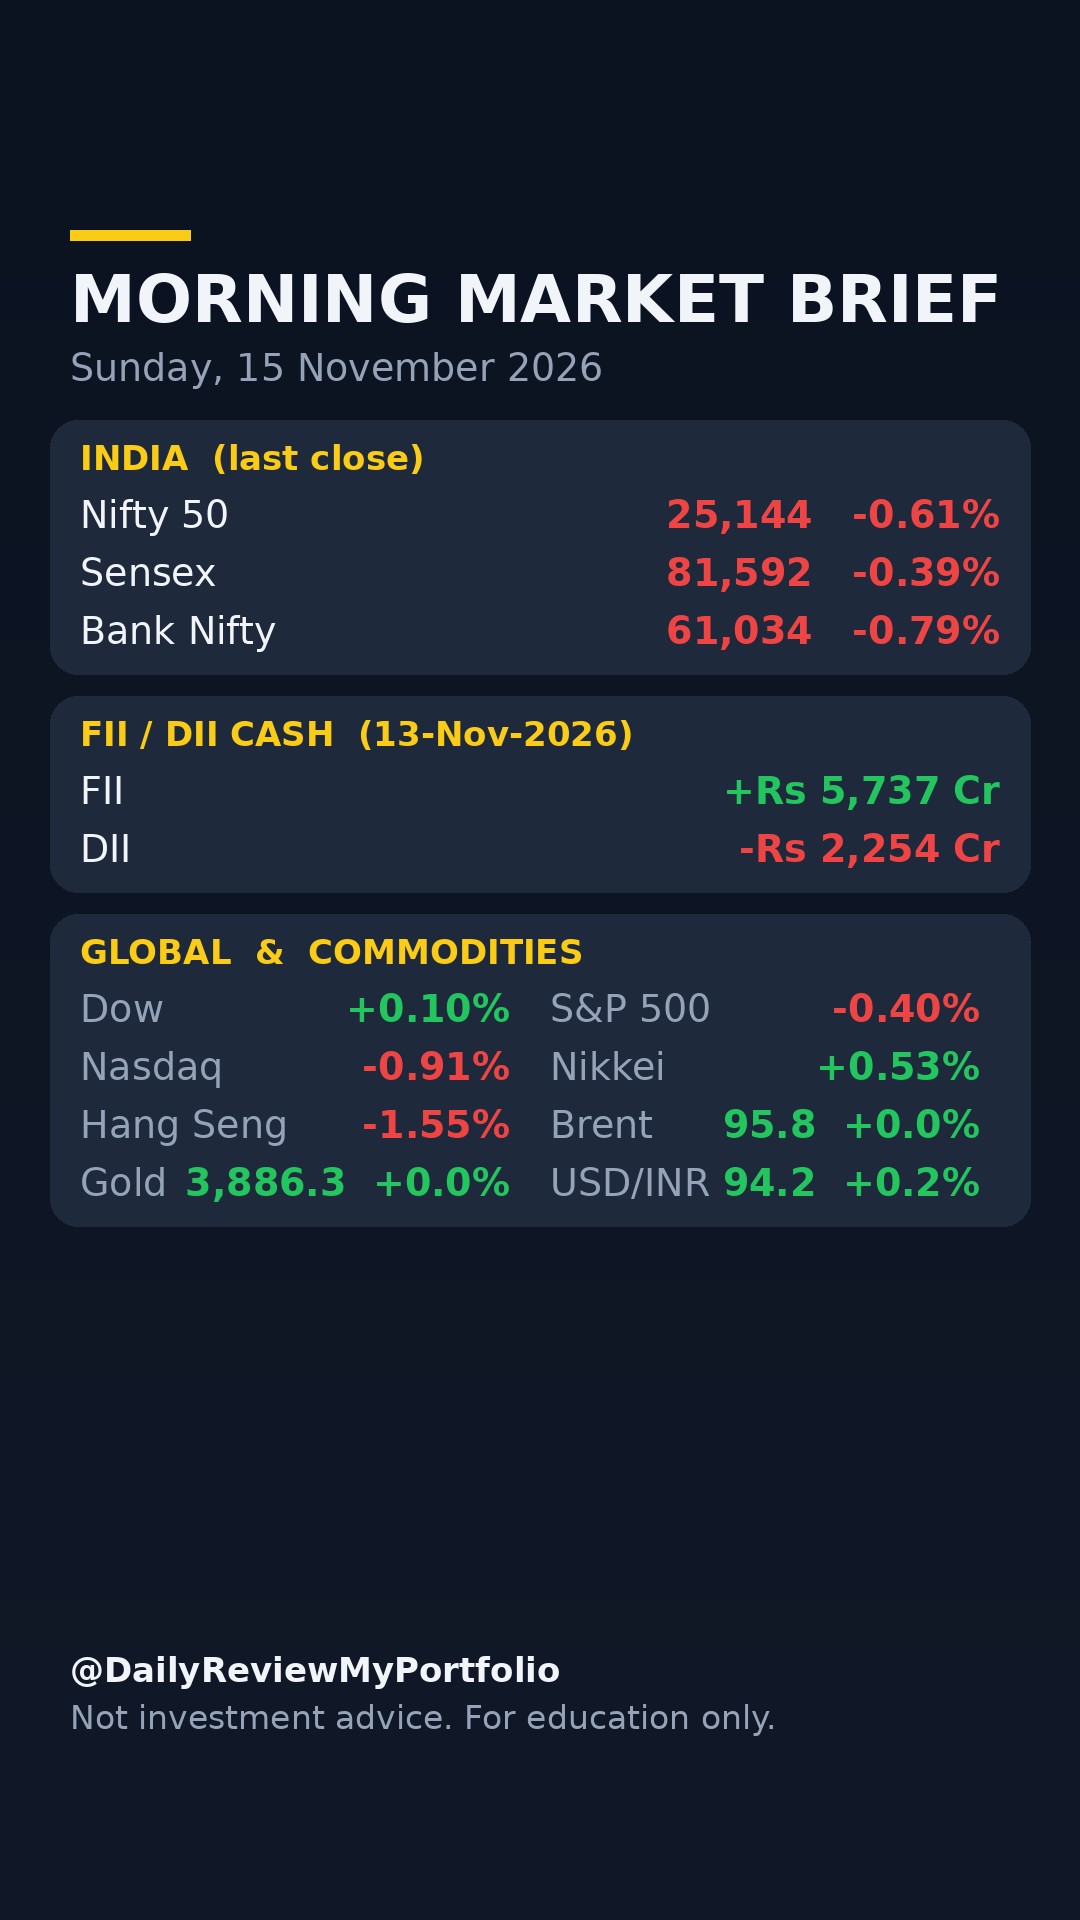 MORNING MARKET BRIEF
Sunday, 15 November 2026
INDIA (last close)
Nifty 50 25,144 -0.61%
Sensex 81,592 -0.39%
Bank Nifty 61,034 -0.79%
FII / DII CASH (13-Nov-2026)
FII +Rs 5,737 Cr
DII -Rs 2,254 Cr
GLOBAL & COMMODITIES
Dow +0.10% S&P 500 -0.40%
Nasdaq -0.91% Nikkei +0.53%
Hang Seng -1.55% Brent 95.8 +0.0%
Gold 3,886.3 +0.0% USD/INR 94.2 +0.2%
@DailyReviewMyPortfolio
Not investment advice. For education only.